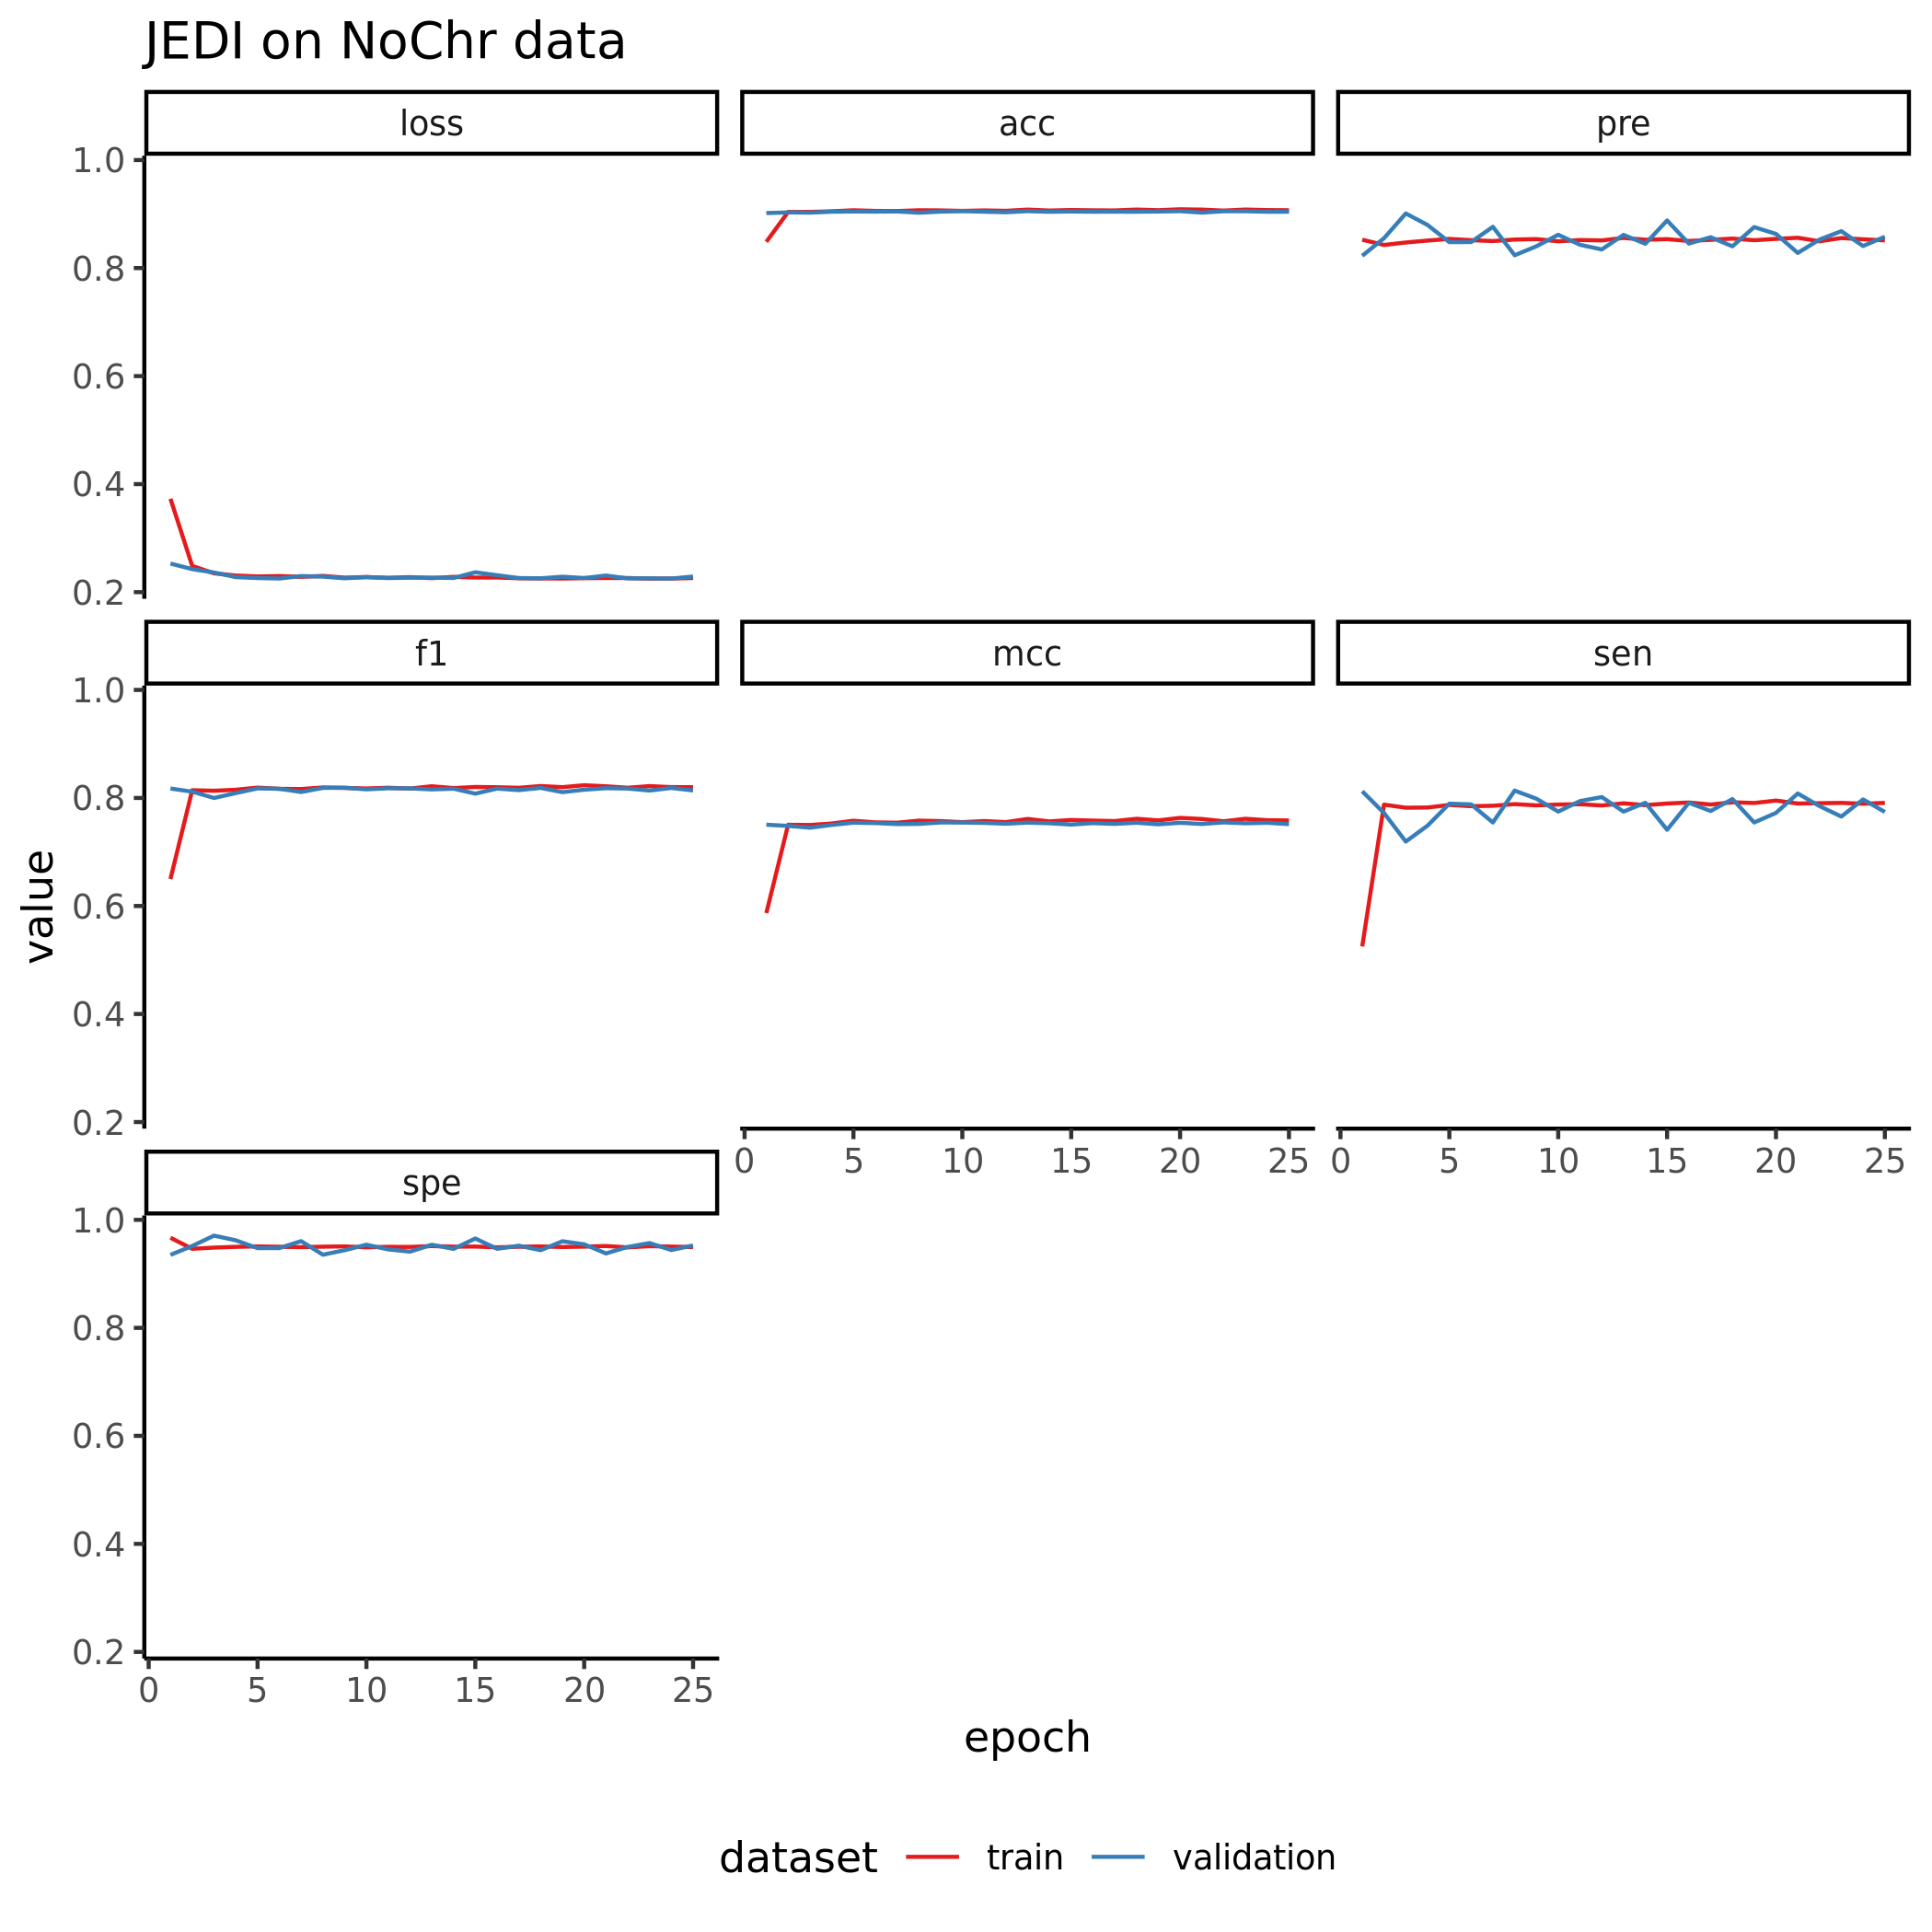 JEDI on NoChr data
loss acc pre
1.0
0.8
0.6
0.4
0.2
f1 mcc sen
1.0
0.8
0.6
0.4
0.2
value
0 5 10 15 20 25 0 5 10 15 20 25
spe
1.0
0.8
0.6
0.4
0.2
0 5 10 15 20 25
epoch
dataset train validation